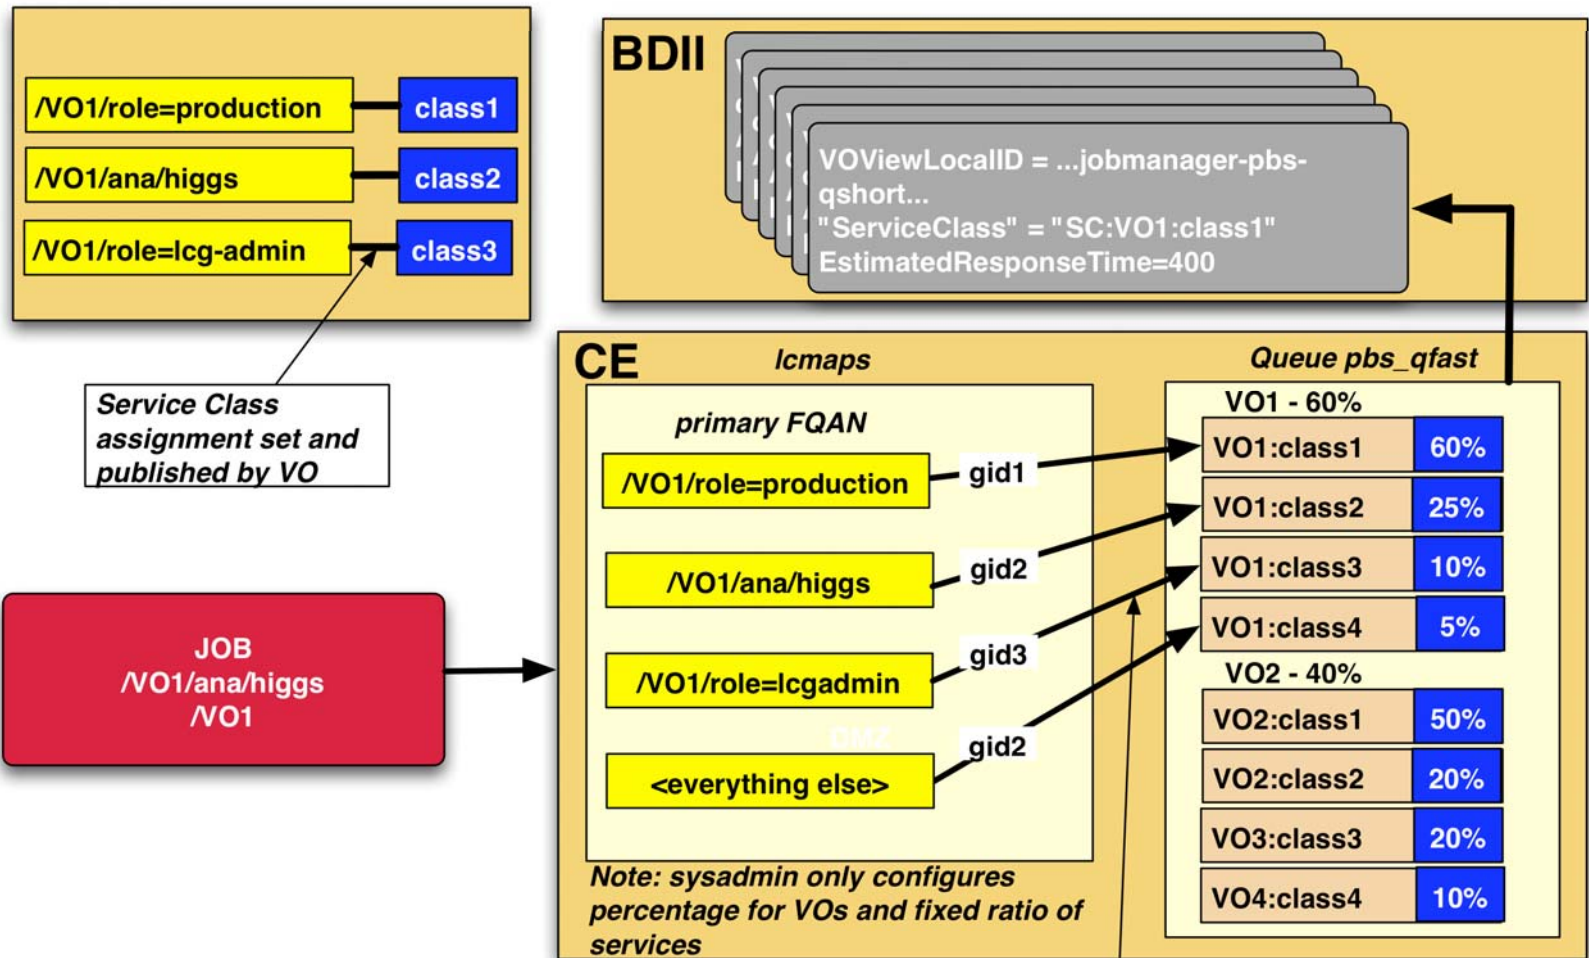 /VO1/role=production
class1
/VO1/ana/higgs
class2
/VO1/role=lcg-admin
class3
Service Class
assignment set and
published by VO
JOB
/VO1/ana/higgs
/VO1
BDII
VOViewLocalID = ...jobmanager-pbs-
qshort...
"ServiceClass" = "SC:VO1:class1"
EstimatedResponseTime=400
CE
lcmaps
Queue pbs_qfast
primary FQAN
/VO1/role=production
gid1
/VO1/ana/higgs
gid2
/VO1/role=lcgadmin
gid3
DMZ
<everything else>
gid2
VO1 - 60%
VO1:class1
60%
VO1:class2
25%
VO1:class3
10%
VO1:class4
5%
VO2 - 40%
VO2:class1
50%
VO2:class2
20%
VO3:class3
20%
VO4:class4
10%
Note: sysadmin only configures
percentage for VOs and fixed ratio of
services